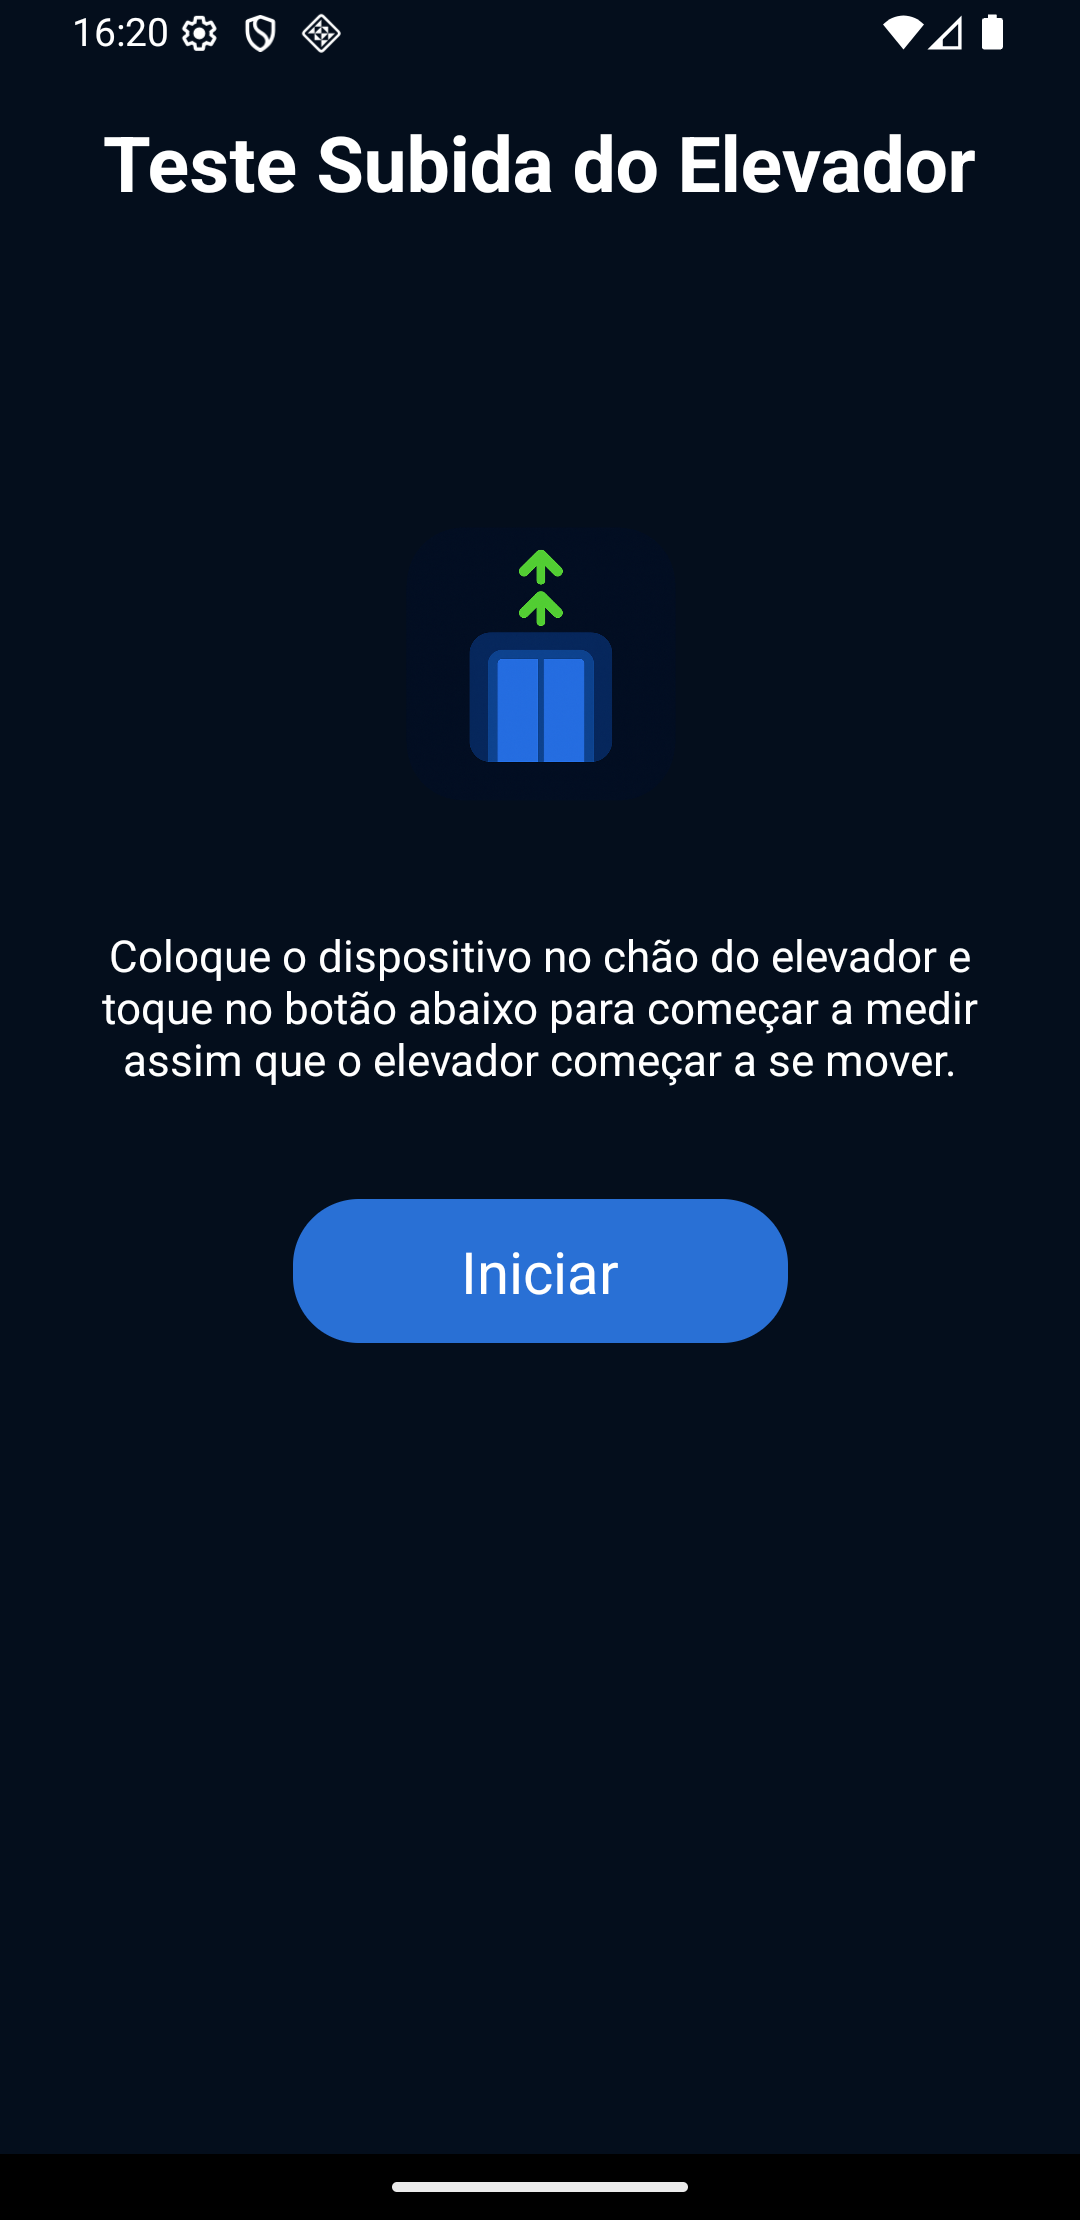 16:20
Teste Subida do Elevador
Coloque o dispositivo no chão do elevador e
toque no botão abaixo para começar a medir
assim que o elevador começar a se mover.
Iniciar